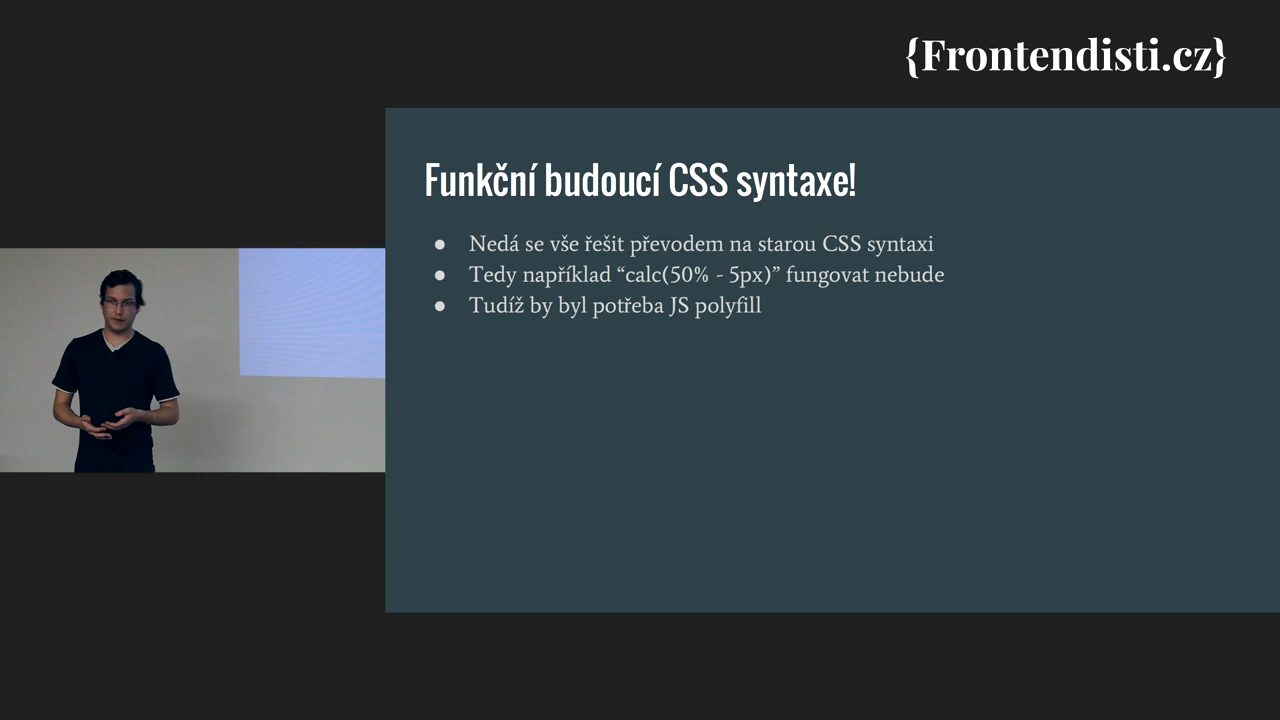 {Frontendisti.cz}
Funkční budoucí CSS syntaxe!
● Nedá se vše řešit převodem na starou CSS syntaxi
● Tedy například “calc(50% - 5px)” fungovat nebude
● Tudíž by byl potřeba JS polyfill